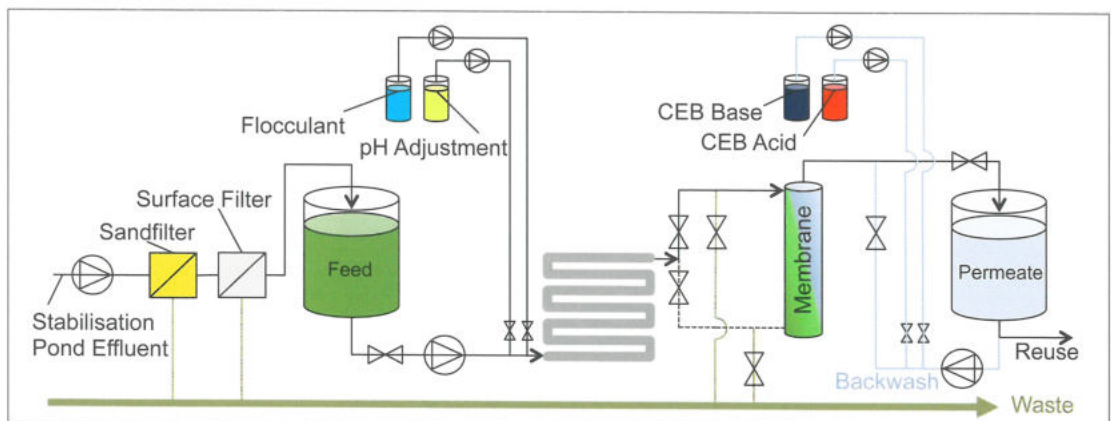 Flocculant
pH Adjustment
CEB Base
CEB Acid
Surface Filter
Sandfilter
Feed
Stabilisation
Pond Effluent
Membrane
Permeate
Reuse
Backwash
Waste